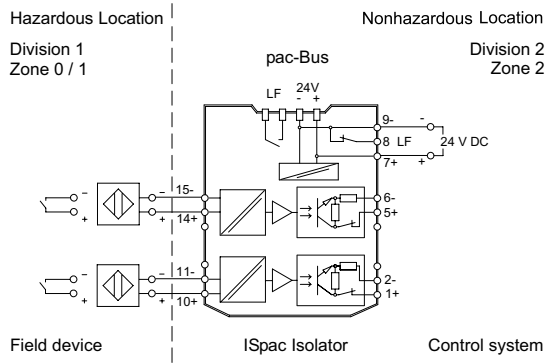 Hazardous Location
Nonhazardous Location
Division 1
Zone 0 / 1
Division 2
Zone 2
pac-Bus
LF
24V
- +
9-
8 LF
7+
-
24 V DC
+
15-
14+
6-
5+
-
+
-
+
11-
10+
2-
1+
-
+
-
+
Field device
ISpac Isolator
Control system